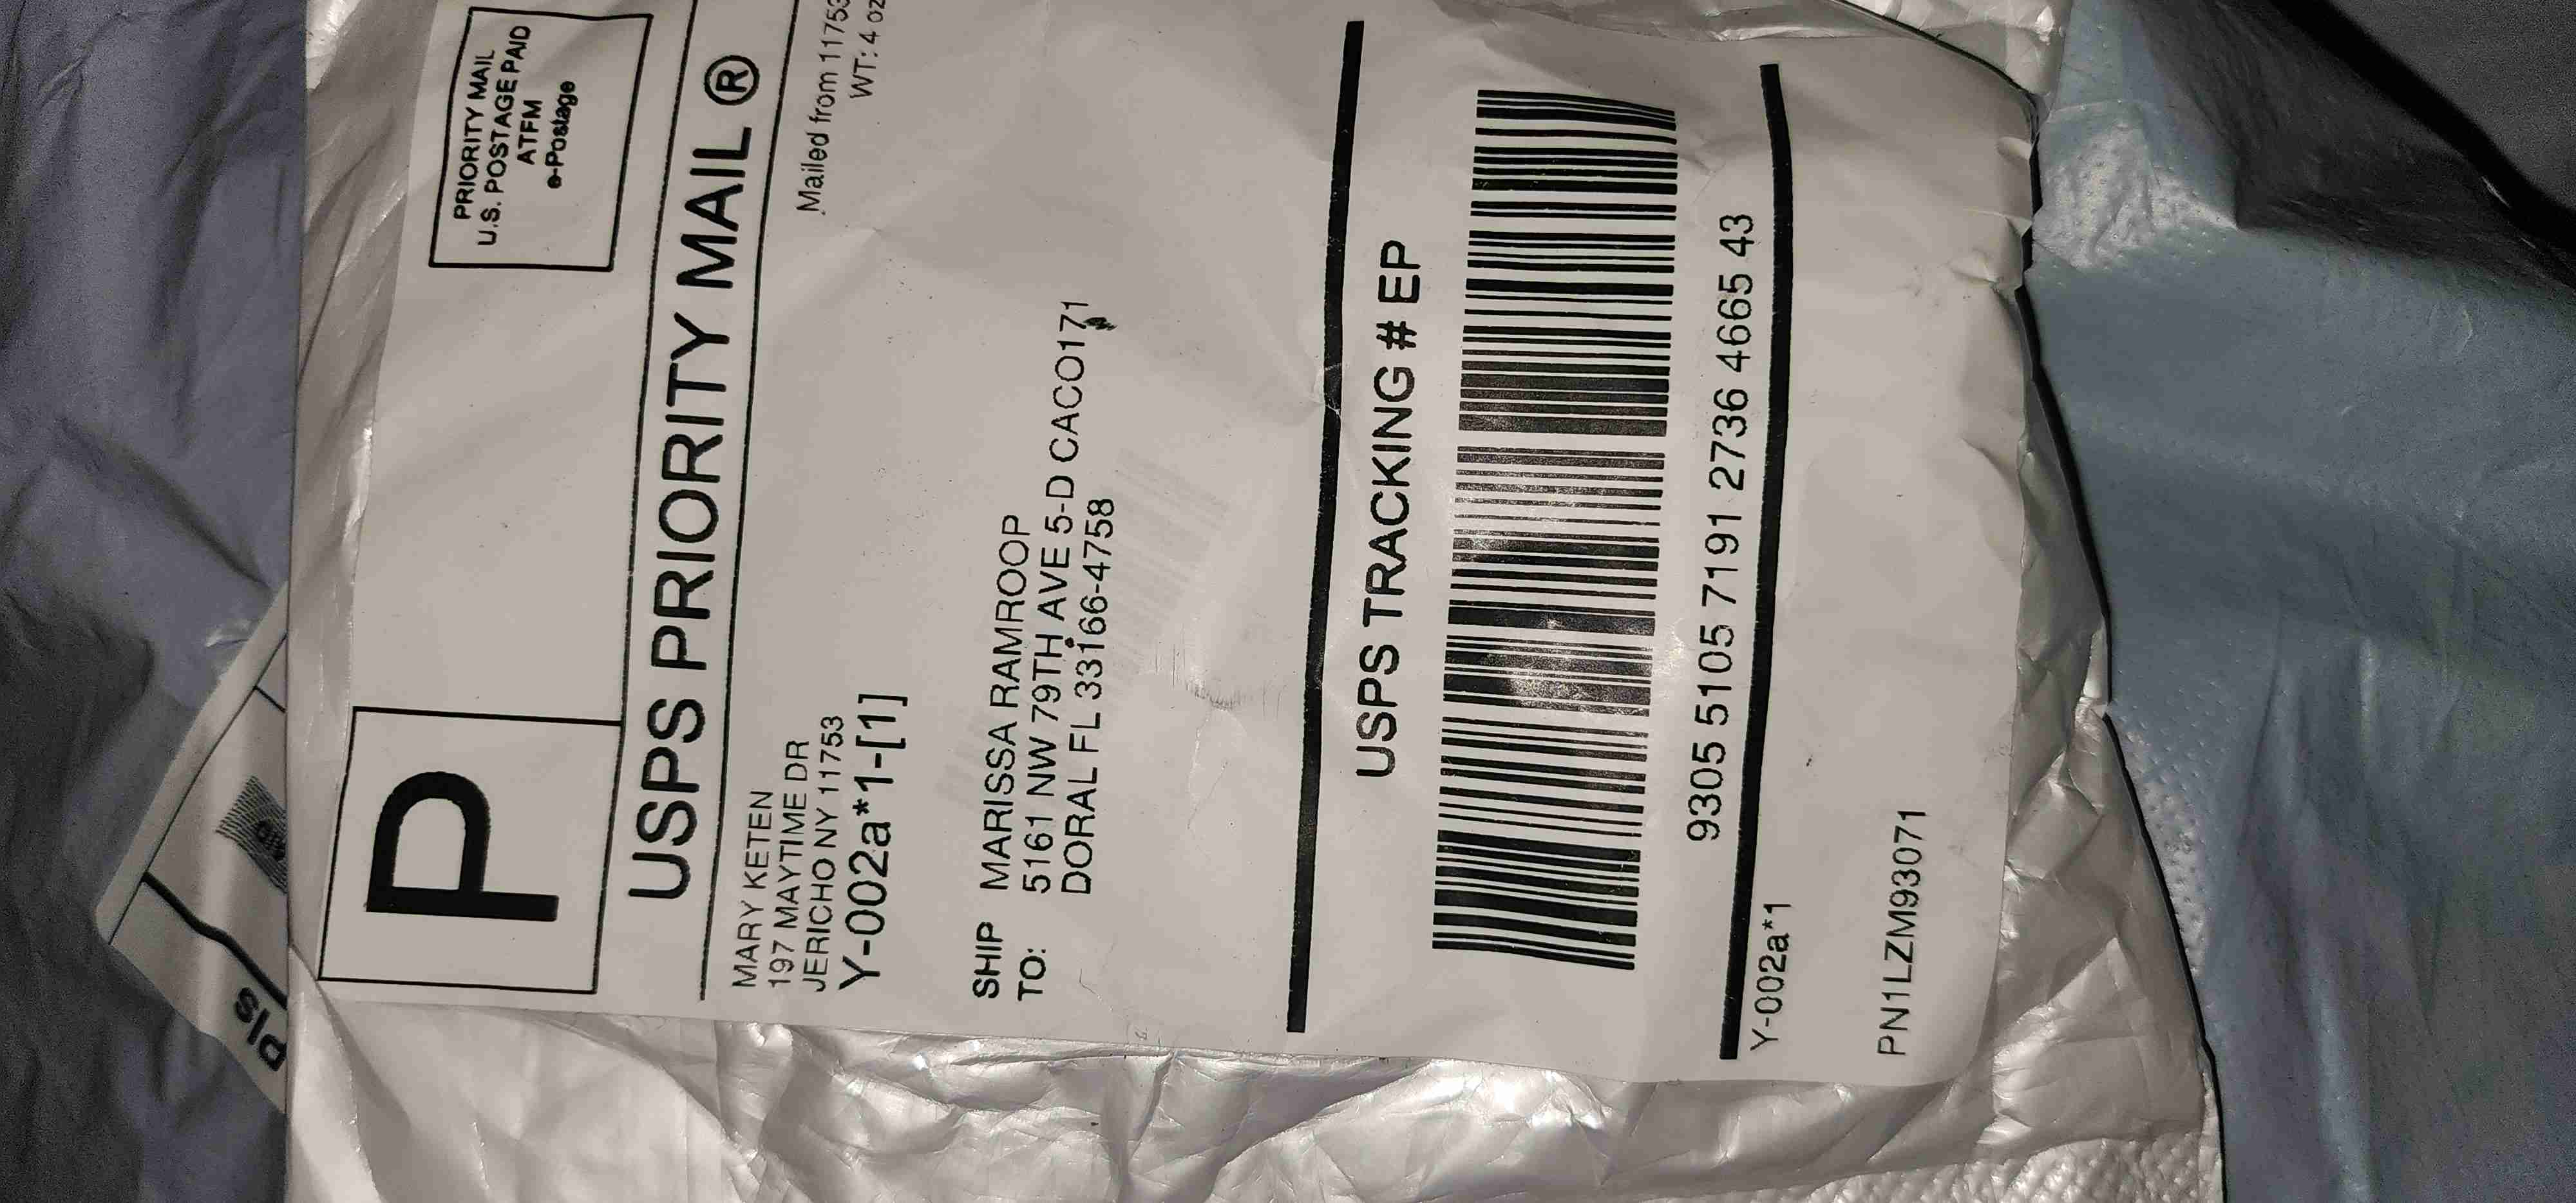 P
PRIORITY MAIL
U.S. POSTAGE PAID
ATFM
e-Postage
USPS PRIORITY MAIL ®
Mailed from 11753
WT: 4 oz
MARY KETEN
197 MAYTIME DR
JERICHO NY 11753
Y-002a*1-[1]
SHIP TO:
MARISSA RAMROOP
5161 NW 79TH AVE 5-D CACO171
DORAL FL 33166-4758
USPS TRACKING # EP
9305 5105 7191 2736 4665 43
Y-002a*1
PN1LZM93071